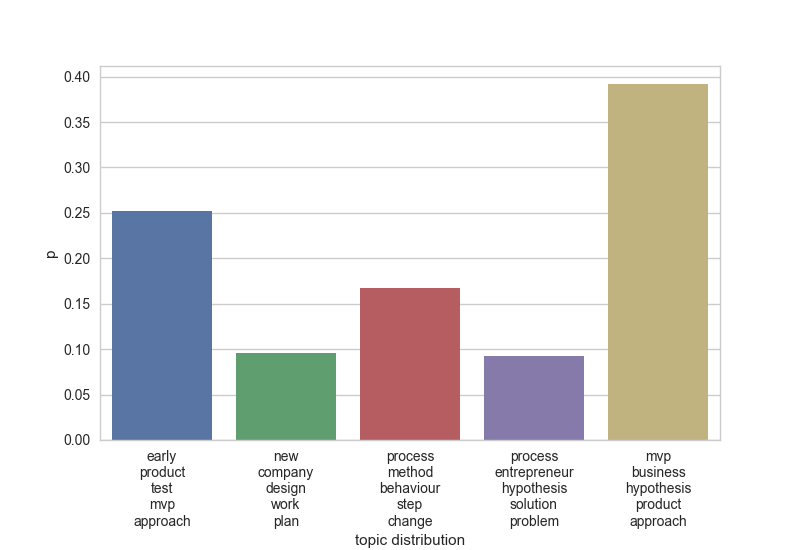 0.40
0.35
0.30
0.25
0.20
0.15
0.10
0.05
0.00
p
early
product
test
mvp
approach
new
company
design
work
plan
process
method
behaviour
step
change
process
entrepreneur
hypothesis
solution
problem
mvp
business
hypothesis
product
approach
topic distribution